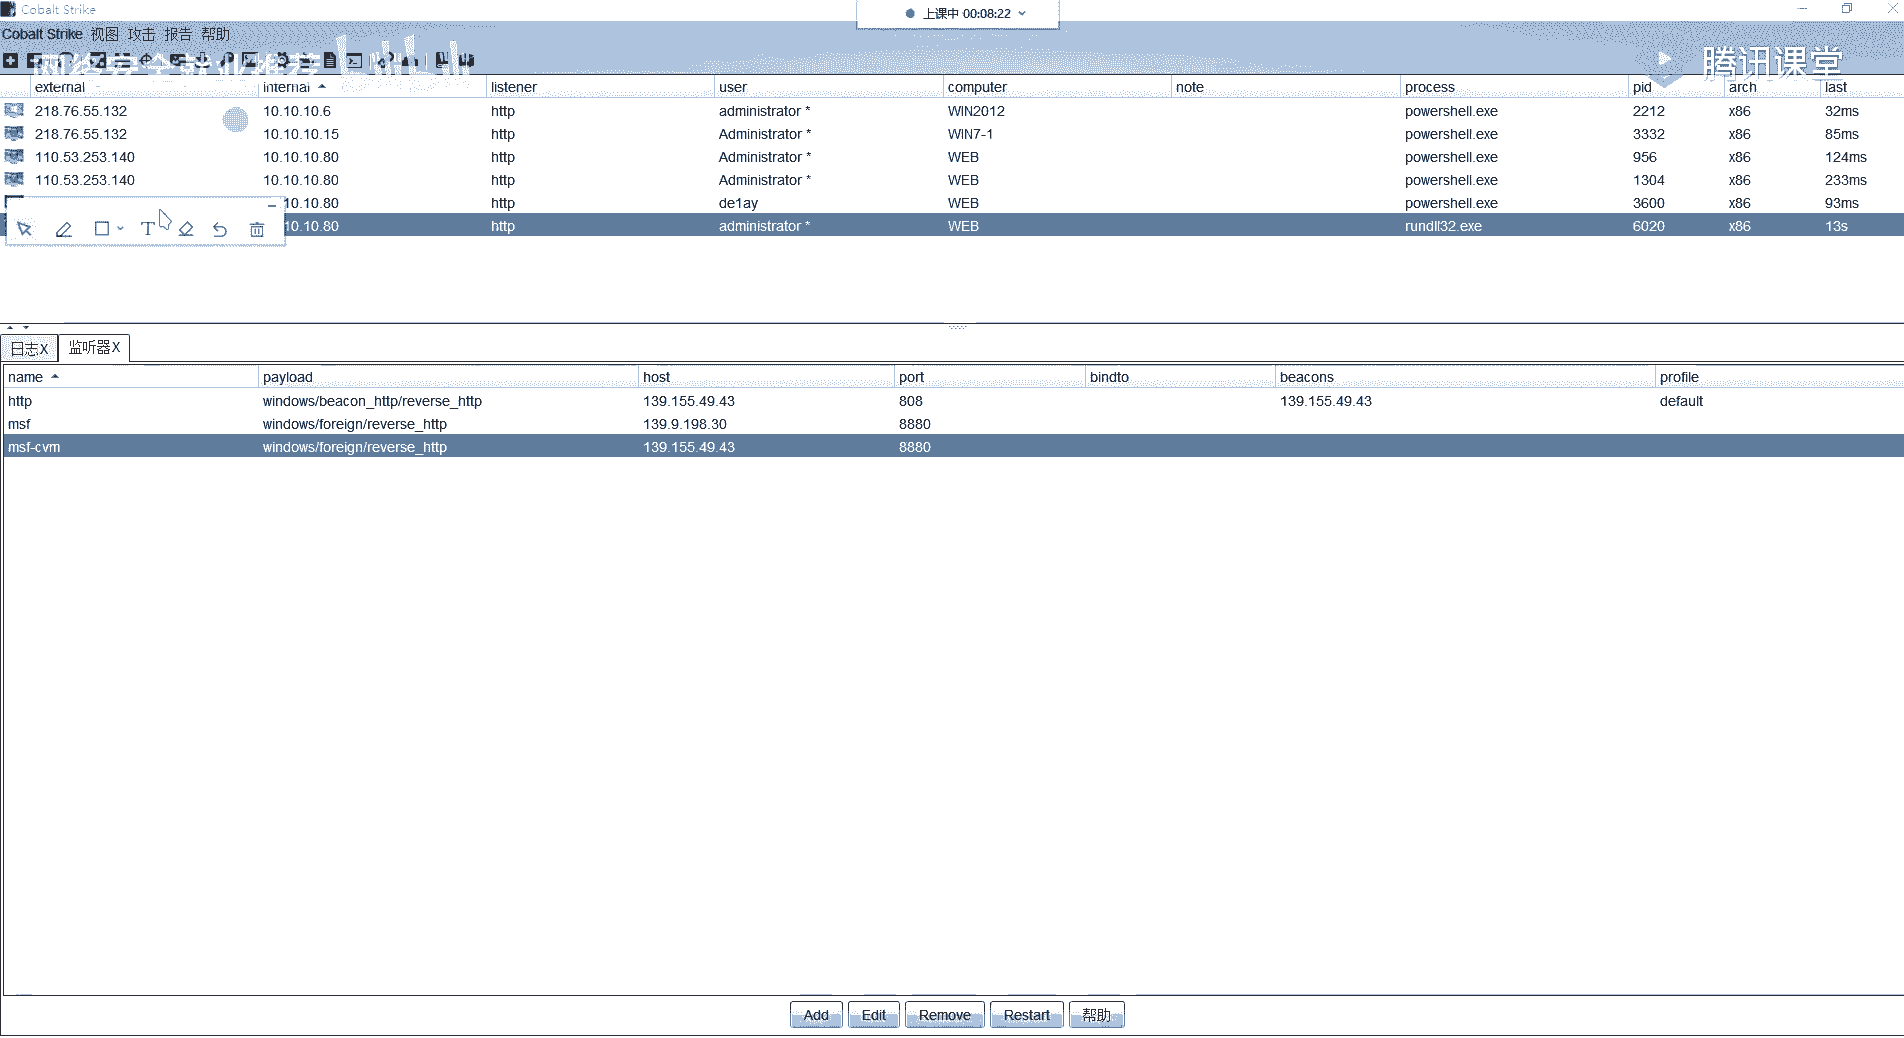 Cobalt Strike
上课中 00:08:22
Cobalt Strike 视图 攻击 报告 帮助
网络安全就业推荐 bilibili
腾讯课堂
external internal listener user computer note process pid arch last
218.76.55.132 10.10.10.6 http administrator * WIN2012 powershell.exe 2212 x86 32ms
218.76.55.132 10.10.10.15 http Administrator * WIN7-1 powershell.exe 3332 x86 85ms
110.53.253.140 10.10.10.80 http Administrator * WEB powershell.exe 956 x86 124ms
110.53.253.140 10.10.10.80 http Administrator * WEB powershell.exe 1304 x86 233ms
10.10.80 http de1ay WEB powershell.exe 3600 x86 93ms
T 10.10.80 http administrator * WEB rundll32.exe 6020 x86 13s
日志X 监听器X
name payload host port bindto beacons profile
http windows/beacon_http/reverse_http 139.155.49.43 808 139.155.49.43 default
msf windows/foreign/reverse_http 139.9.198.30 8880
msf-cvm windows/foreign/reverse_http 139.155.49.43 8880
Add Edit Remove Restart 帮助